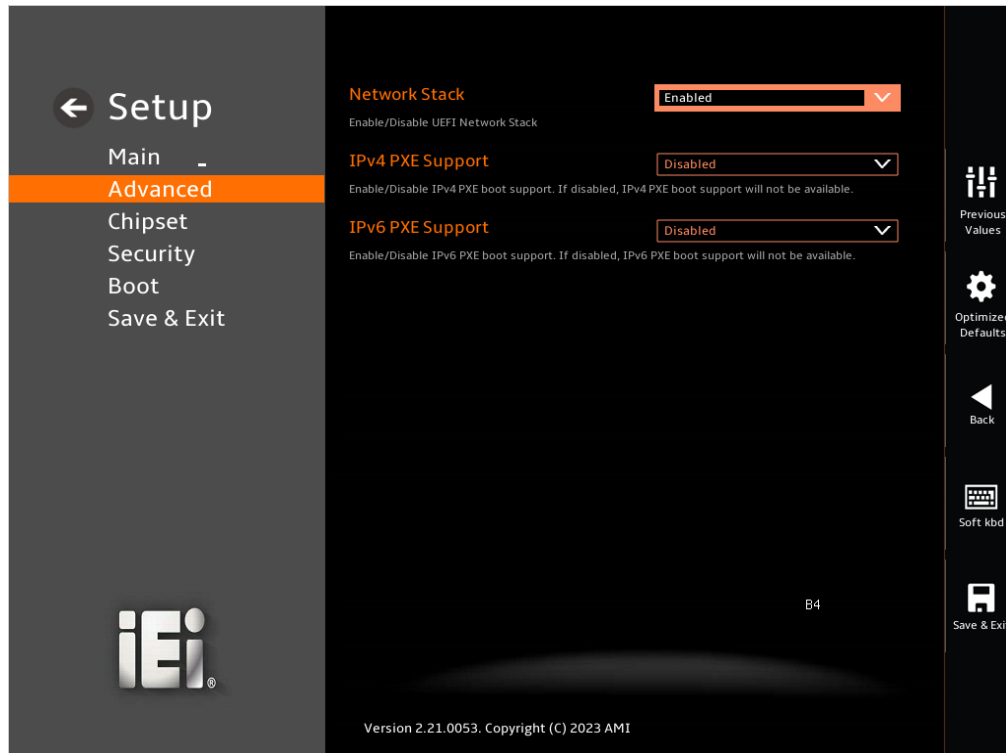 Setup
Main _
Advanced
Chipset
Security
Boot
Save & Exit
iEi®
Network Stack
Enabled
Enable/Disable UEFI Network Stack
IPv4 PXE Support
Disabled
Enable/Disable IPv4 PXE boot support. If disabled, IPv4 PXE boot support will not be available.
IPv6 PXE Support
Disabled
Enable/Disable IPv6 PXE boot support. If disabled, IPv6 PXE boot support will not be available.
B4
Version 2.21.0053. Copyright (C) 2023 AMI
Previous
Values
Optimized
Defaults
Back
Soft kbd
Save & Exi